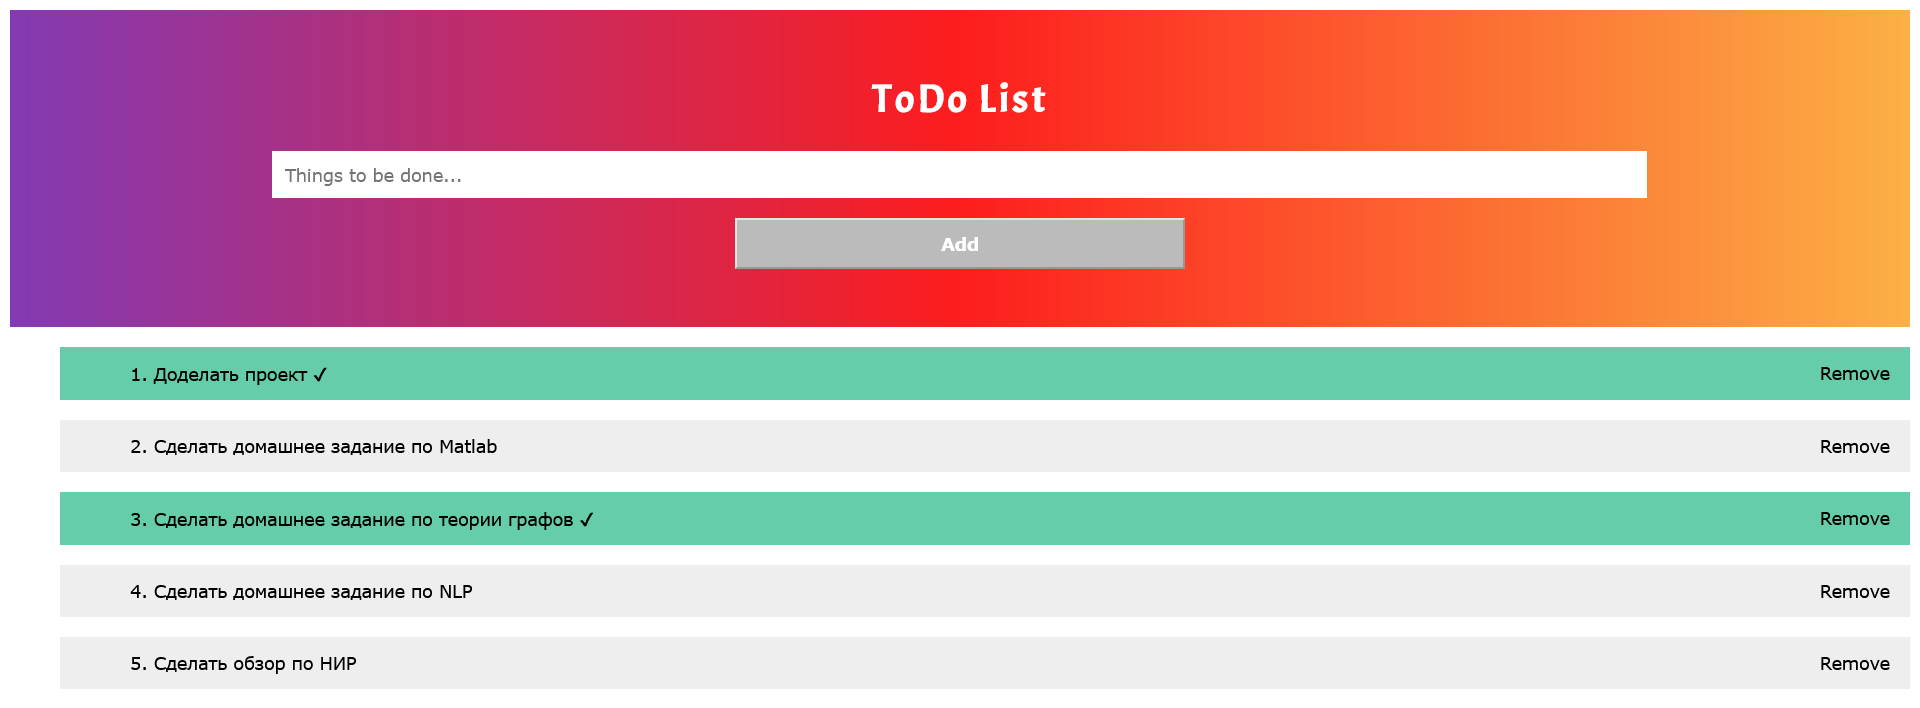 ToDo List
Things to be done...
Add
1. Доделать проект ✓ Remove
2. Сделать домашнее задание по Matlab Remove
3. Сделать домашнее задание по теории графов ✓ Remove
4. Сделать домашнее задание по NLP Remove
5. Сделать обзор по НИР Remove